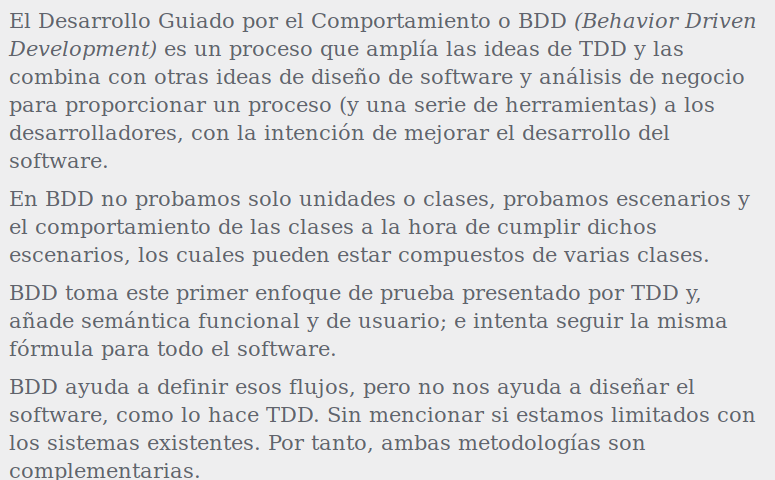 El Desarrollo Guiado por el Comportamiento o BDD (Behavior Driven
Development) es un proceso que amplía las ideas de TDD y las
combina con otras ideas de diseño de software y análisis de negocio
para proporcionar un proceso (y una serie de herramientas) a los
desarrolladores, con la intención de mejorar el desarrollo del
software.
En BDD no probamos solo unidades o clases, probamos escenarios y
el comportamiento de las clases a la hora de cumplir dichos
escenarios, los cuales pueden estar compuestos de varias clases.
BDD toma este primer enfoque de prueba presentado por TDD y,
añade semántica funcional y de usuario; e intenta seguir la misma
fórmula para todo el software.
BDD ayuda a definir esos flujos, pero no nos ayuda a diseñar el
software, como lo hace TDD. Sin mencionar si estamos limitados con
los sistemas existentes. Por tanto, ambas metodologías son
complementarias.